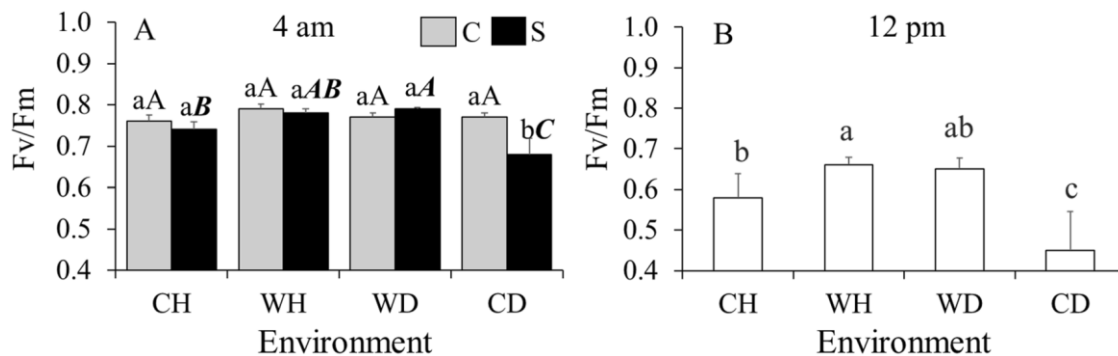 A 4 am C S
1.0
0.9
0.8
0.7
0.6
0.5
0.4
Fv/Fm
aA aB aA aAB aA aA aA bC
CH WH WD CD
Environment
B 12 pm
1.0
0.9
0.8
0.7
0.6
0.5
0.4
Fv/Fm
b a ab c
CH WH WD CD
Environment